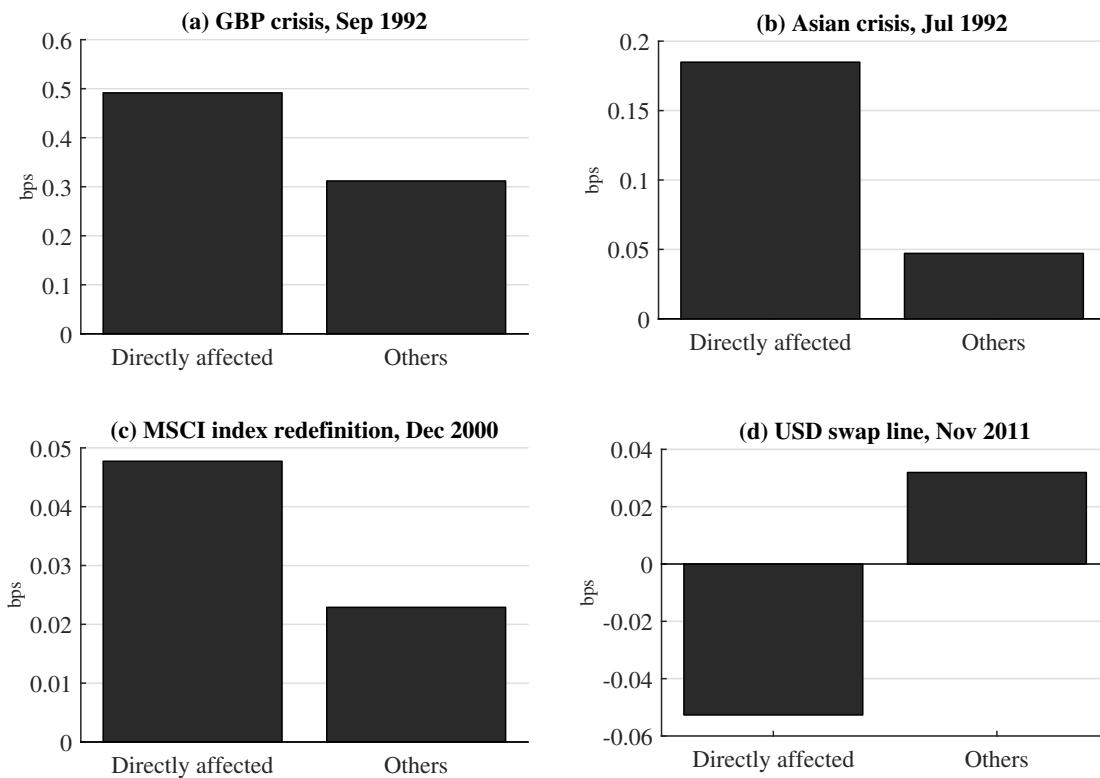 (a) GBP crisis, Sep 1992
0.6
0.5
0.4
0.3
0.2
0.1
0
bps
Directly affected Others
(b) Asian crisis, Jul 1992
0.2
0.15
0.1
0.05
0
bps
Directly affected Others
(c) MSCI index redefinition, Dec 2000
0.05
0.04
0.03
0.02
0.01
0
bps
Directly affected Others
(d) USD swap line, Nov 2011
0.04
0.02
0
-0.02
-0.04
-0.06
bps
Directly affected Others